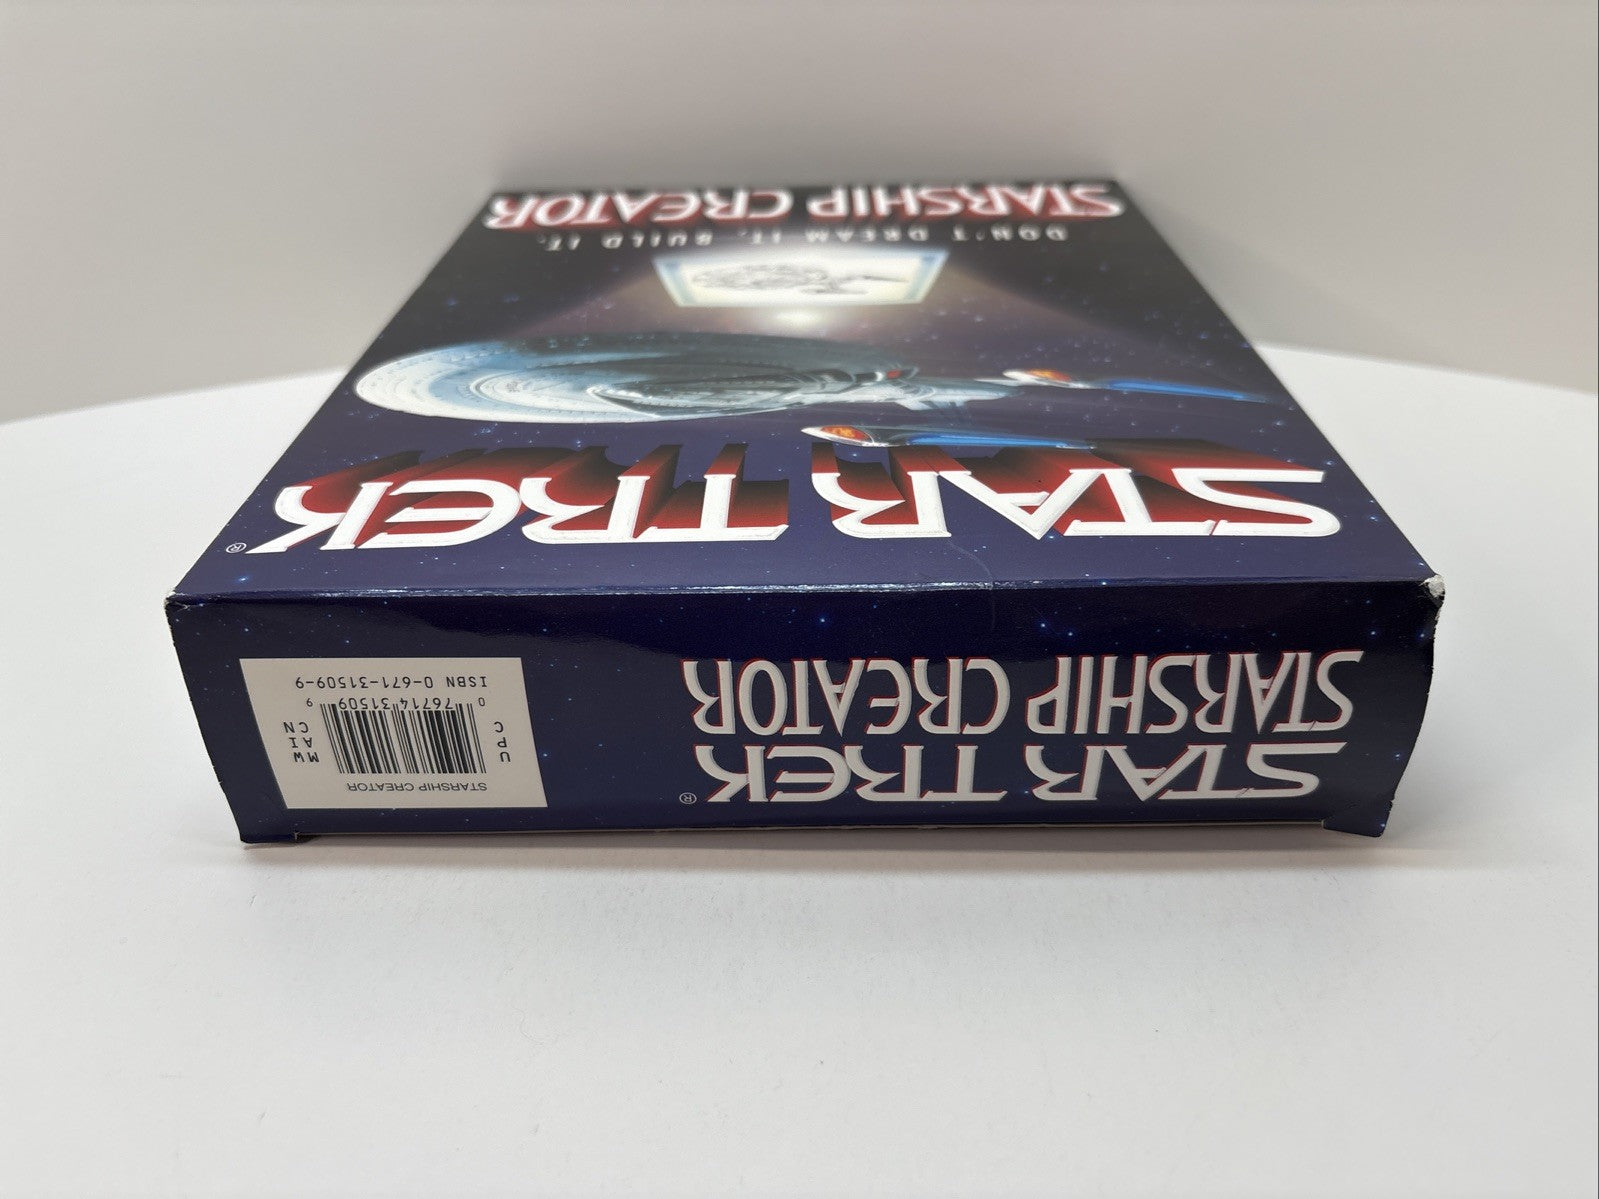 STAR TREK®
DON'T DREAM IT. BUILD IT.
STARSHIP CREATOR
STAR TREK®
STARSHIP CREATOR
STARSHIP CREATOR
UPC
MW
AI
CN
0 76714 31509 9
ISBN 0-671-31509-9